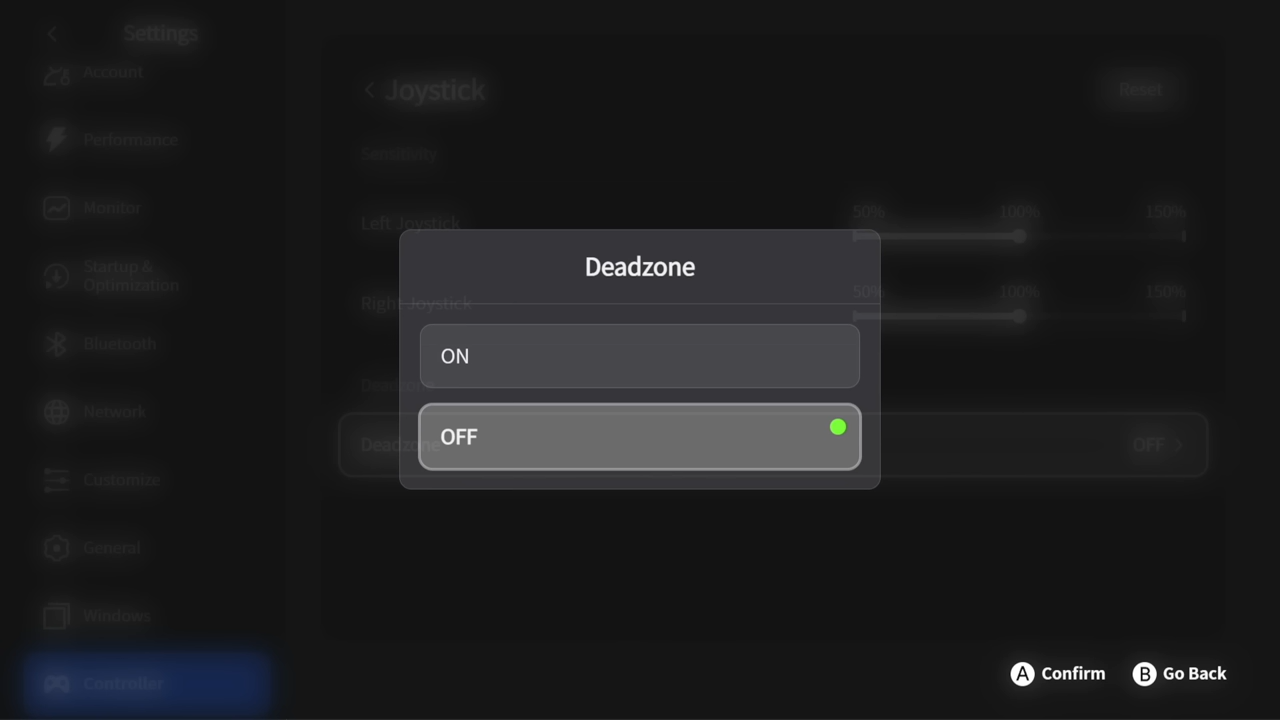 Settings
Account
Performance
Monitor
Startup &
Optimization
Bluetooth
Network
Customize
General
Windows
Controller
Joystick
Reset
Sensitivity
Left Joystick
50% 100% 150%
Right Joystick
50% 100% 150%
Deadzone
Deadzone OFF
Deadzone
ON
OFF
A Confirm
B Go Back